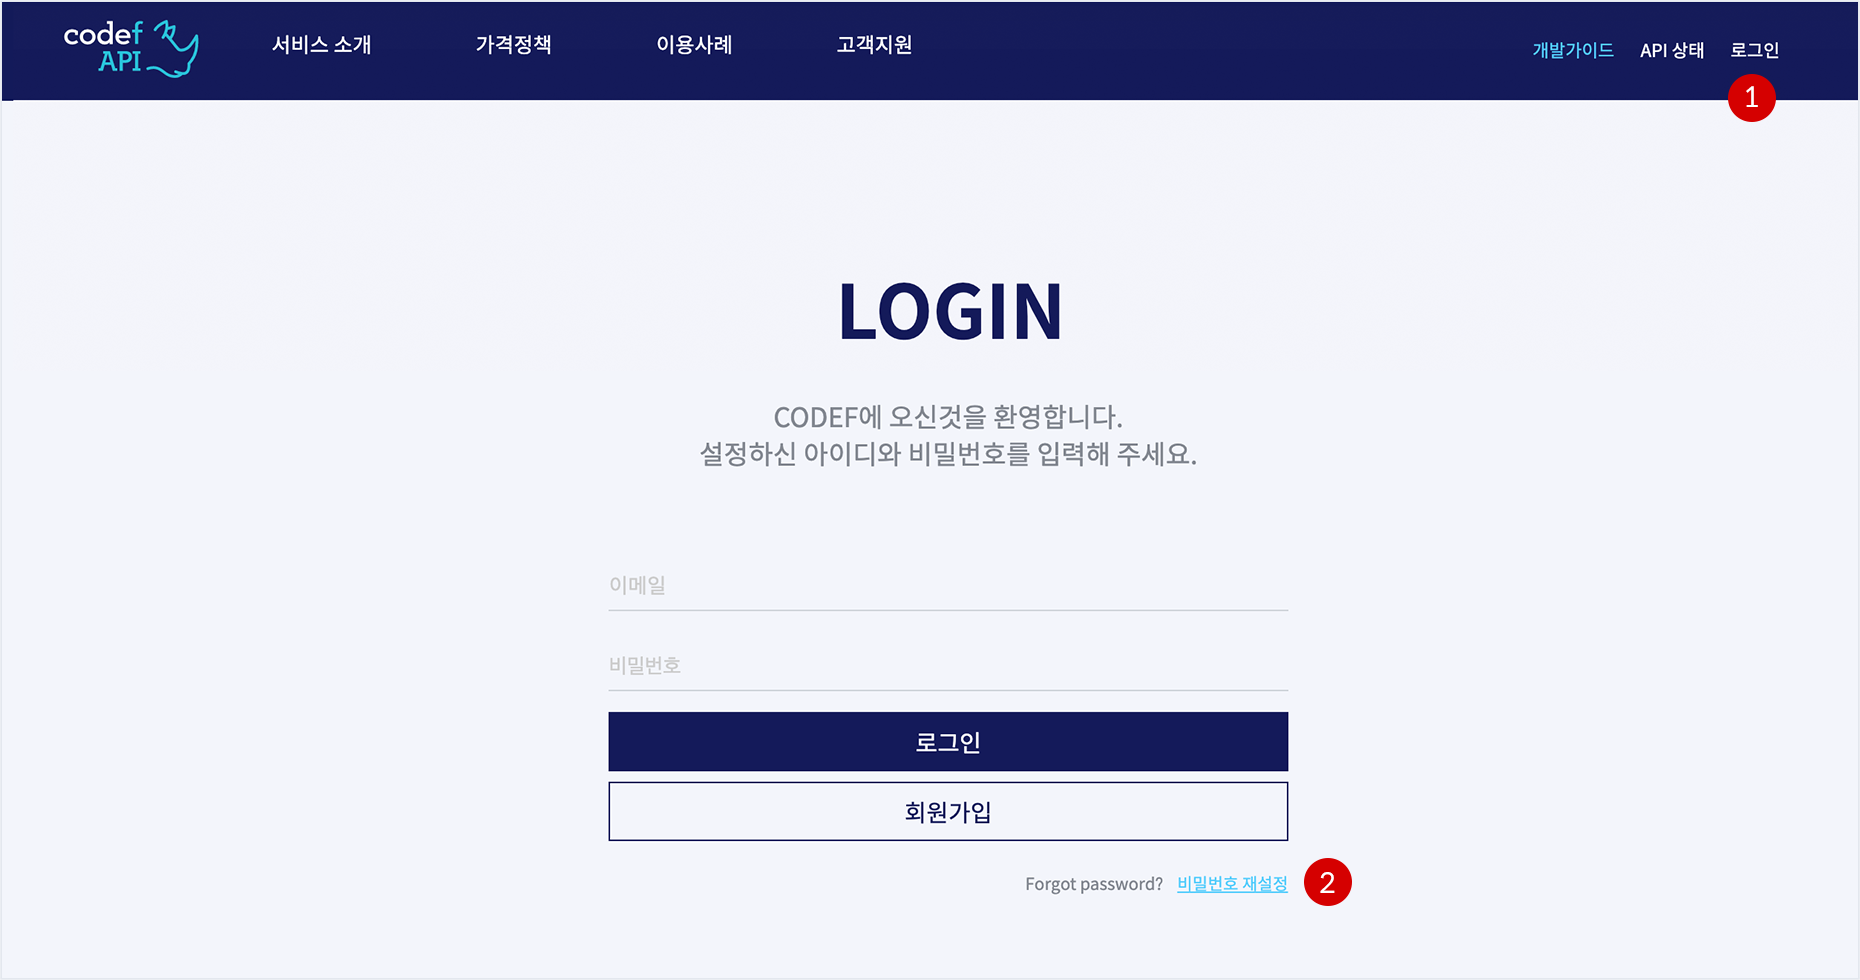 codef
API
서비스 소개
가격정책
이용사례
고객지원
개발가이드
API 상태
로그인
1
LOGIN
CODEF에 오신것을 환영합니다.
설정하신 아이디와 비밀번호를 입력해 주세요.
이메일
비밀번호
로그인
회원가입
Forgot password? 비밀번호 재설정
2